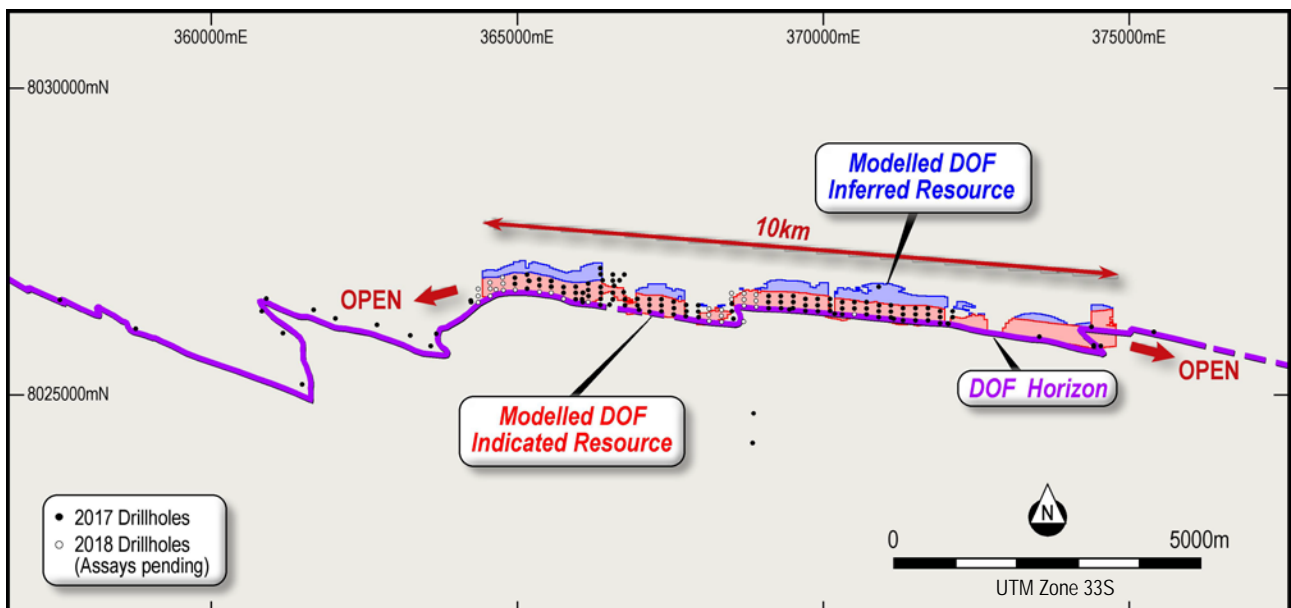 360000mE
365000mE
370000mE
375000mE
8030000mN
Modelled DOF
Inferred Resource
10km
OPEN
OPEN
DOF Horizon
8025000mN
Modelled DOF
Indicated Resource
2017 Drillholes
2018 Drillholes
(Assays pending)
N
0
5000m
UTM Zone 33S